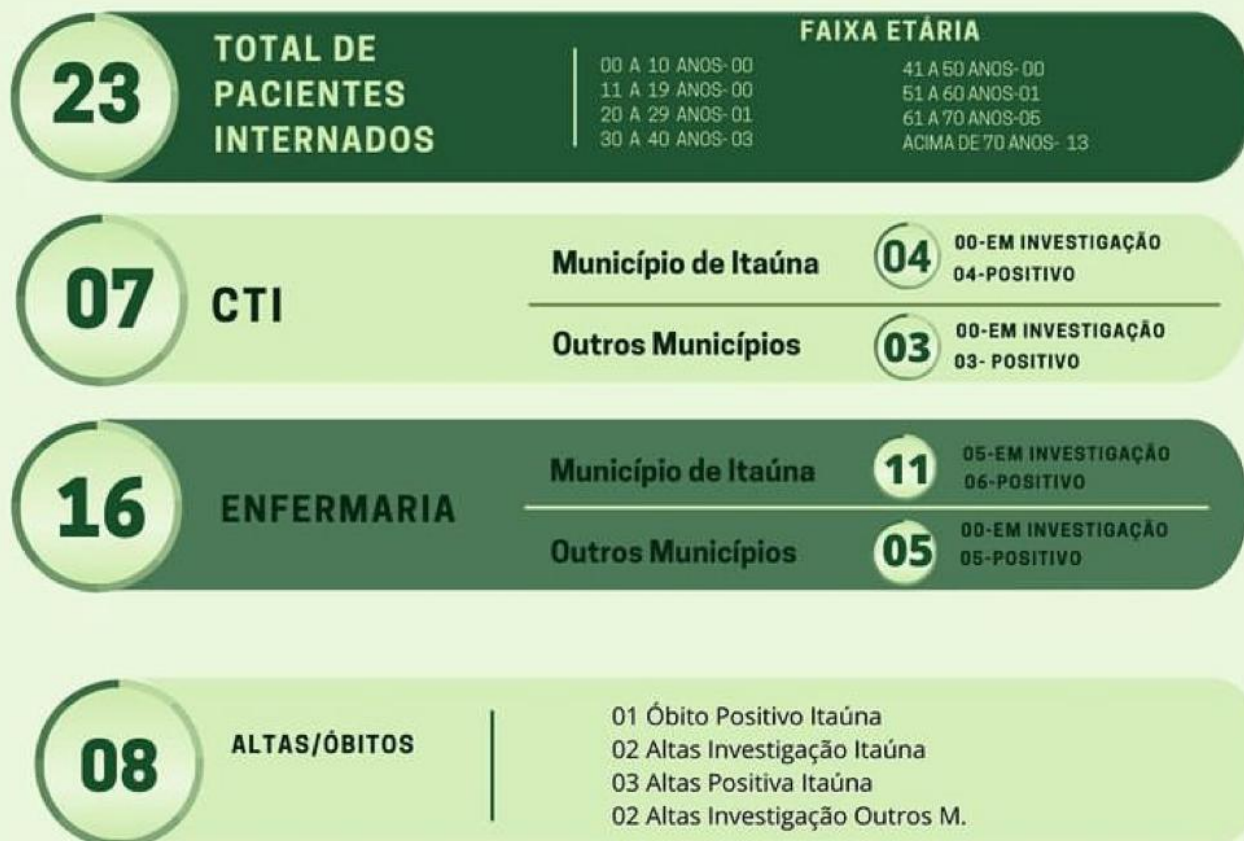 23
TOTAL DE
PACIENTES
INTERNADOS
FAIXA ETÁRIA
00 A 10 ANOS-00
11 A 19 ANOS-00
20 A 29 ANOS-01
30 A 40 ANOS-03
41 A 50 ANOS-00
51 A 60 ANOS-01
61 A 70 ANOS-05
ACIMA DE 70 ANOS- 13
07
CTI
Município de Itaúna
04
00-EM INVESTIGAÇÃO
04-POSITIVO
Outros Municípios
03
00-EM INVESTIGAÇÃO
03- POSITIVO
16
ENFERMARIA
Município de Itaúna
11
05-EM INVESTIGAÇÃO
06-POSITIVO
Outros Municípios
05
00-EM INVESTIGAÇÃO
05-POSITIVO
08
ALTAS/ÓBITOS
01 Óbito Positivo Itaúna
02 Altas Investigação Itaúna
03 Altas Positiva Itaúna
02 Altas Investigação Outros M.